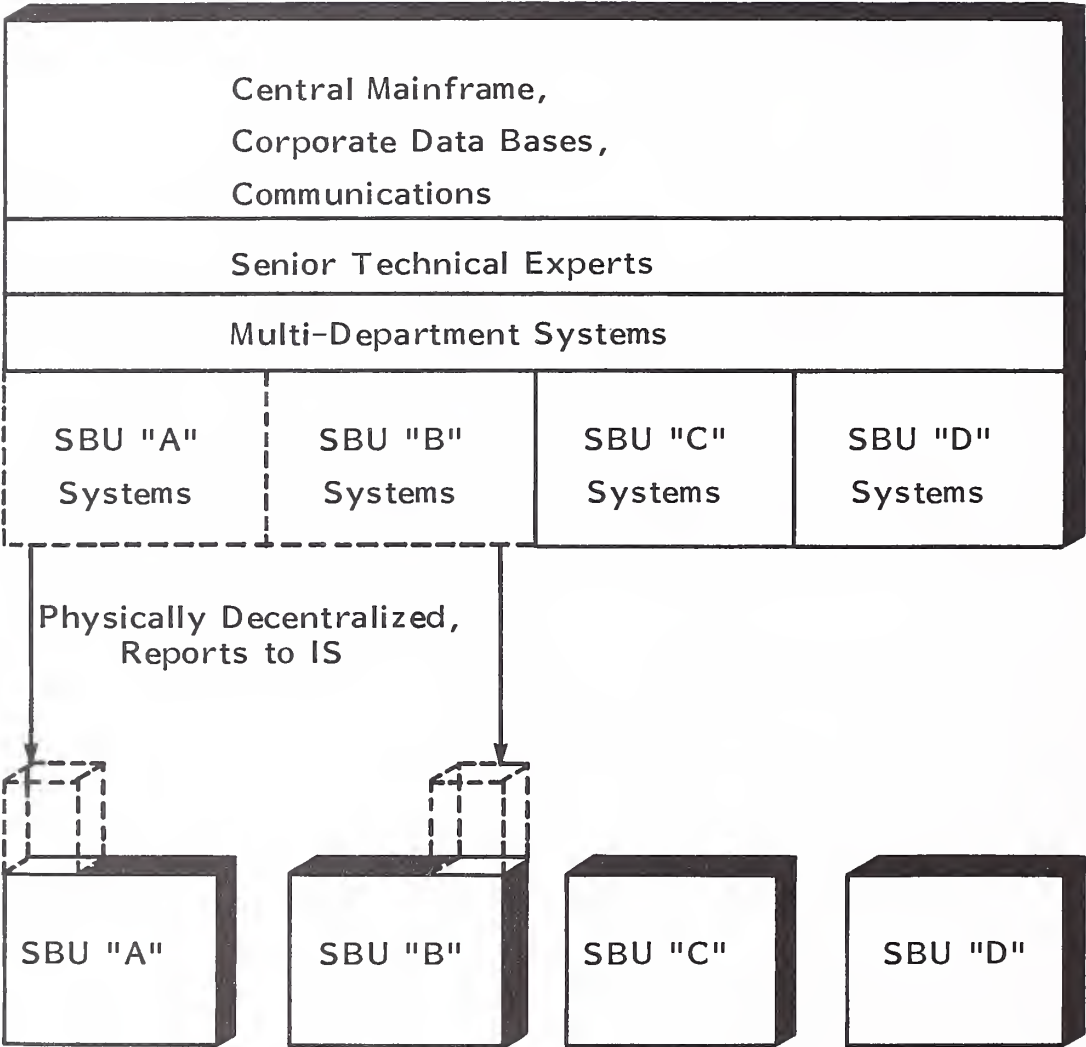 Central Mainframe,
Corporate Data Bases,
Communications
Senior Technical Experts
Multi-Department Systems
SBU "A"
Systems
SBU "B"
Systems
SBU "C"
Systems
SBU "D"
Systems
Physically Decentralized,
Reports to IS
SBU "A"
SBU "B"
SBU "C"
SBU "D"